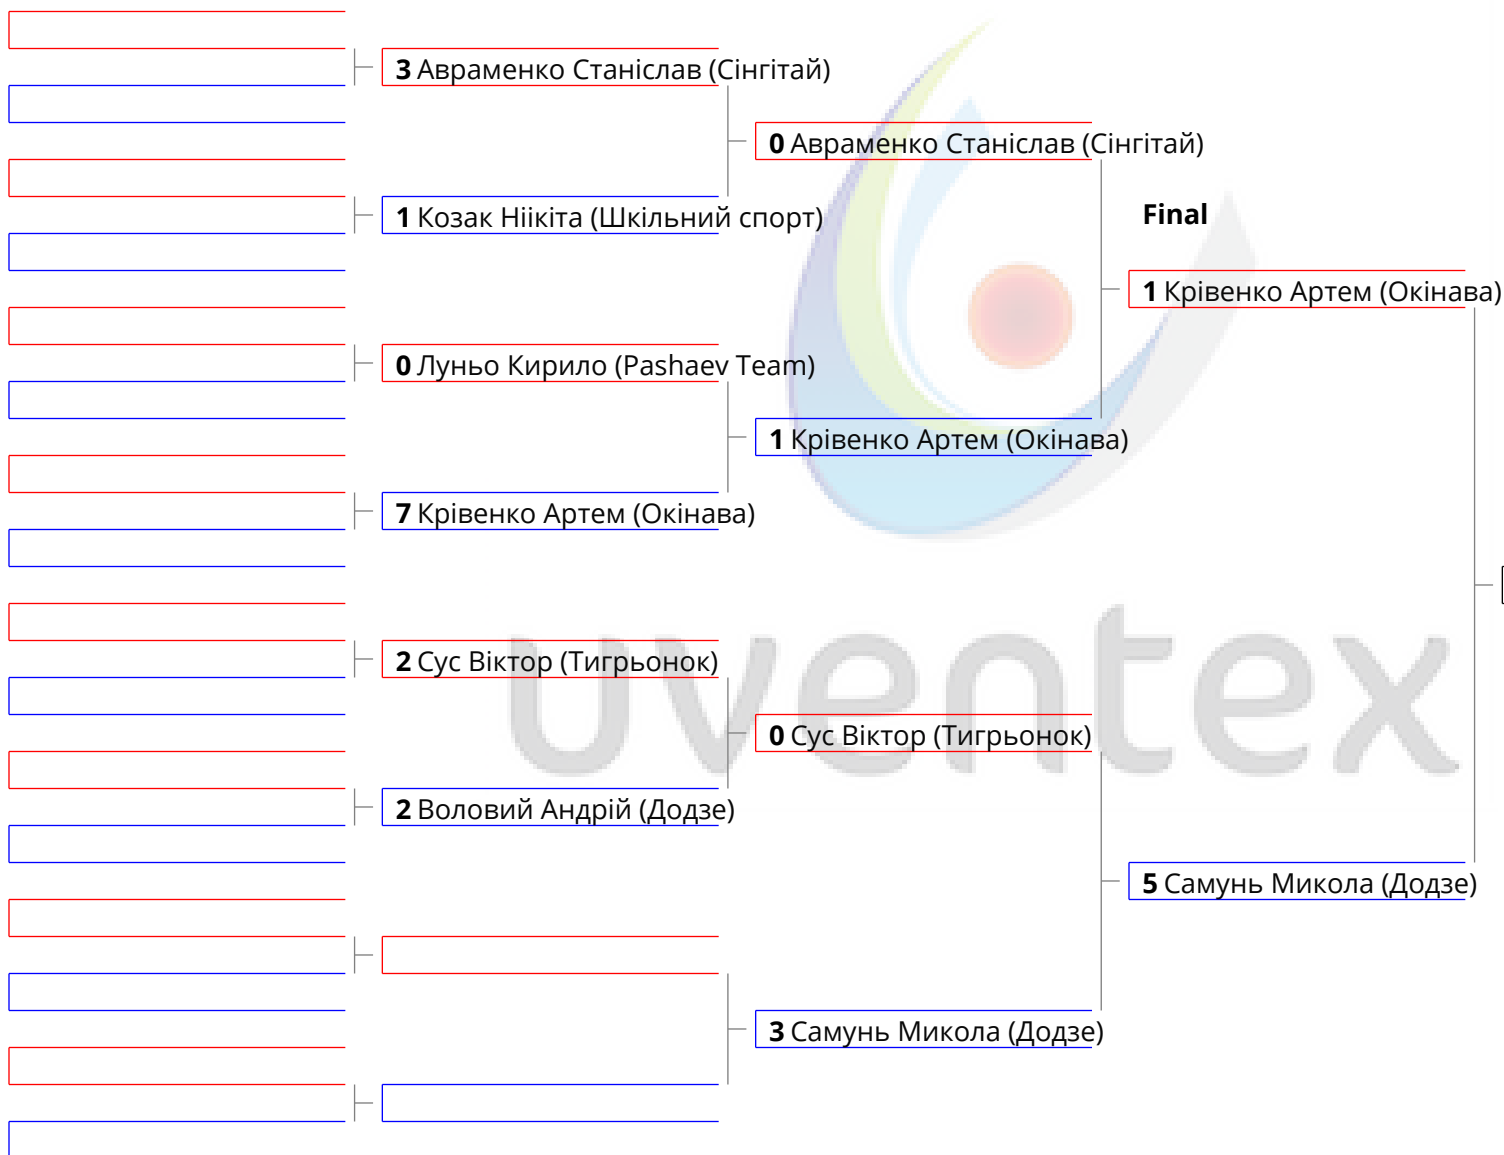 3 Авраменко Станіслав (Сінгітай)
0 Авраменко Станіслав (Сінгітай)
1 Козак Ніікіта (Шкільний спорт)
Final
1 Крівенко Артем (Окінава)
0 Луньо Кирило (Pashaev Team)
1 Крівенко Артем (Окінава)
7 Крівенко Артем (Окінава)
2 Сус Віктор (Тигрьонок)
uventex
0 Сус Віктор (Тигрьонок)
2 Воловий Андрій (Додзе)
5 Самунь Микола (Додзе)
3 Самунь Микола (Додзе)